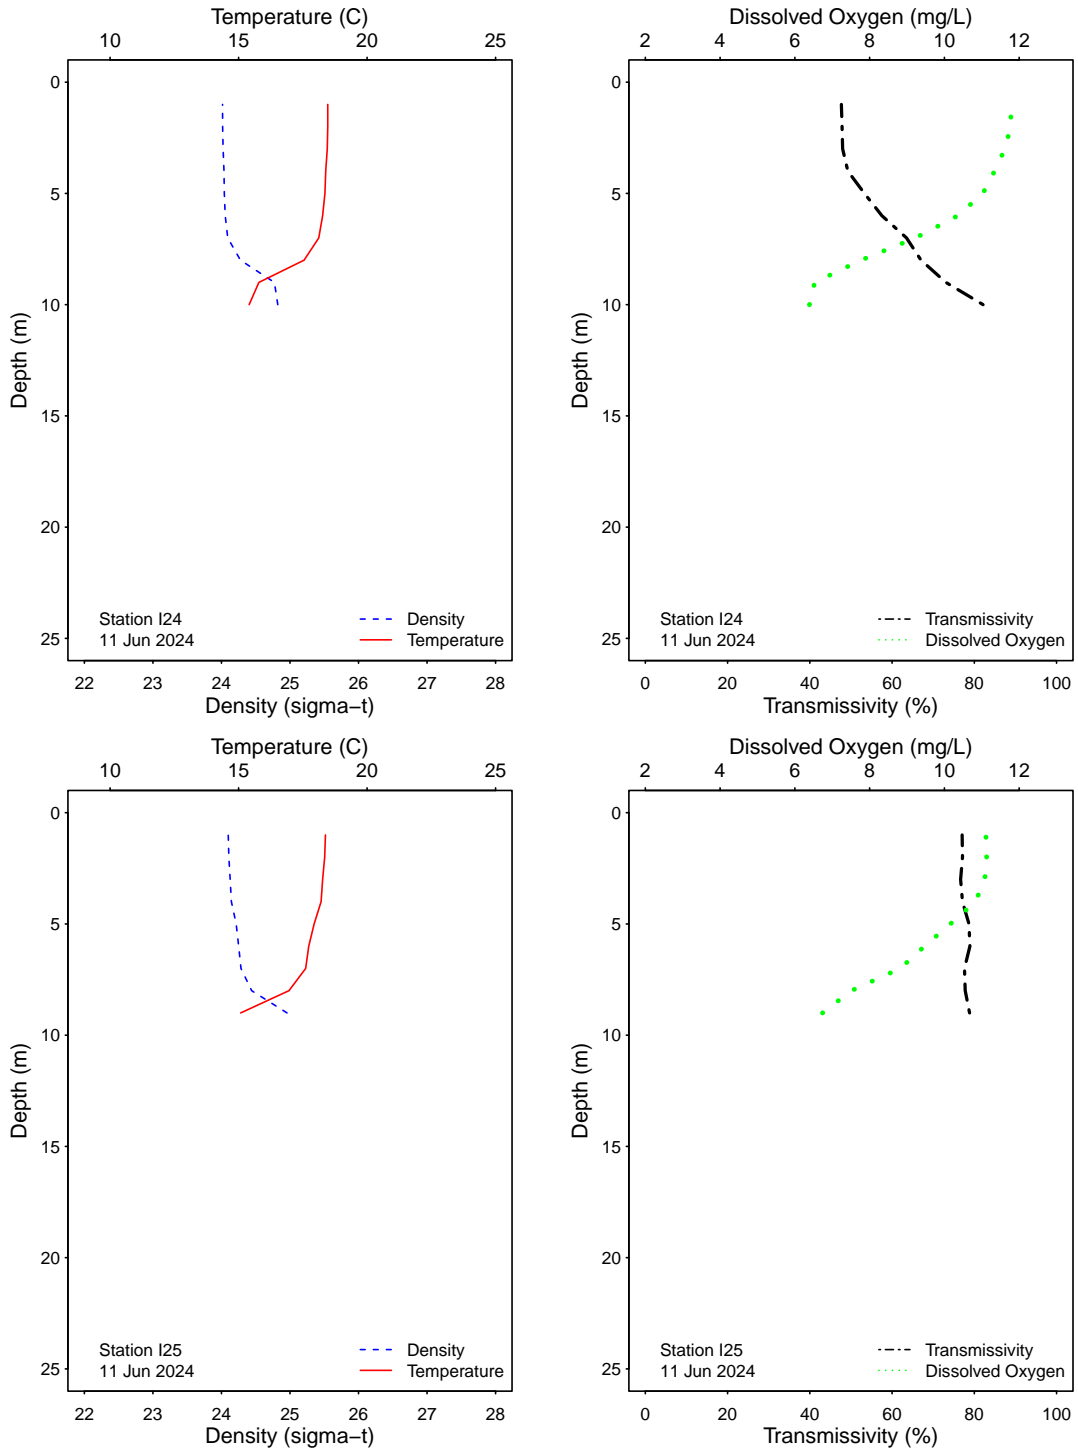 Temperature (C)
10 15 20 25
0
5
10
15
20
25
Depth (m)
Station I24
11 Jun 2024
Density
Temperature
22 23 24 25 26 27 28
Density (sigma−t)
Dissolved Oxygen (mg/L)
2 4 6 8 10 12
0
5
10
15
20
25
Depth (m)
Station I24
11 Jun 2024
Transmissivity
Dissolved Oxygen
0 20 40 60 80 100
Transmissivity (%)
Temperature (C)
10 15 20 25
0
5
10
15
20
25
Depth (m)
Station I25
11 Jun 2024
Density
Temperature
22 23 24 25 26 27 28
Density (sigma−t)
Dissolved Oxygen (mg/L)
2 4 6 8 10 12
0
5
10
15
20
25
Depth (m)
Station I25
11 Jun 2024
Transmissivity
Dissolved Oxygen
0 20 40 60 80 100
Transmissivity (%)